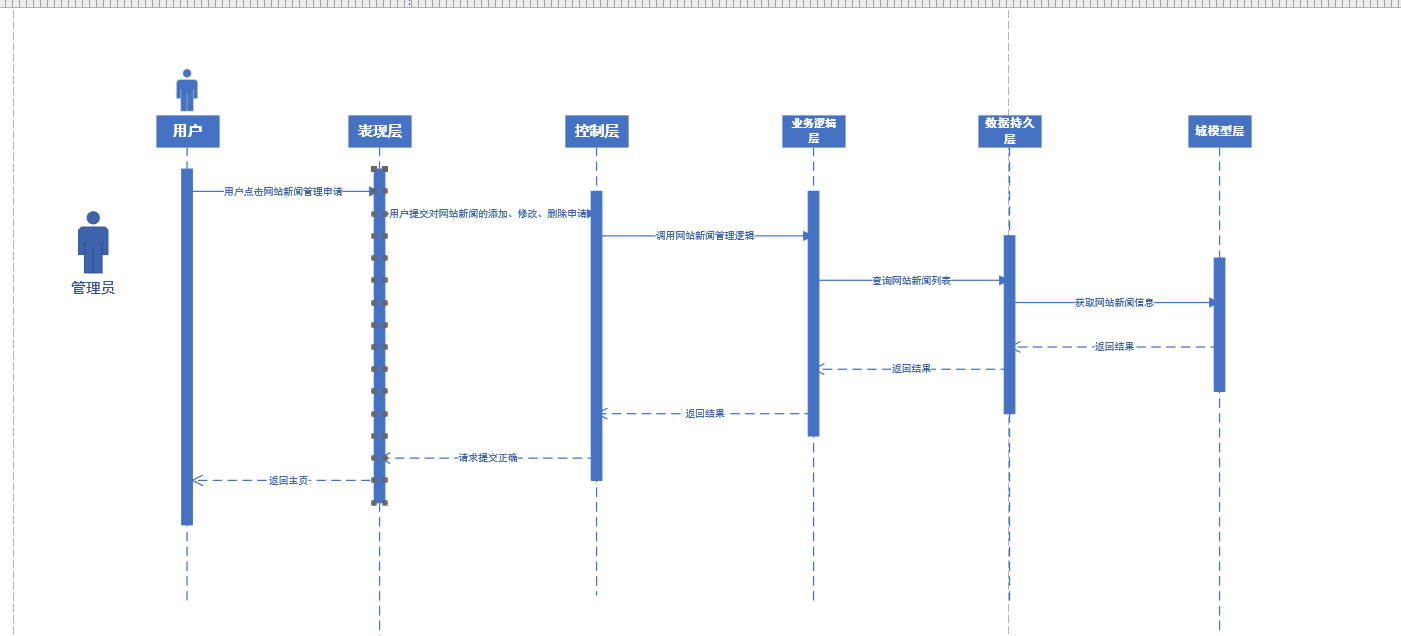 用户
表现层
控制层
业务逻辑
层
数据持久
层
域模型层
用户点击网站新闻管理申请
用户提交对网站新闻的添加、修改、删除申请
调用网站新闻管理逻辑
查询网站新闻列表
管理员
获取网站新闻信息
返回结果
返回结果
返回结果
请求提交正确
返回主页